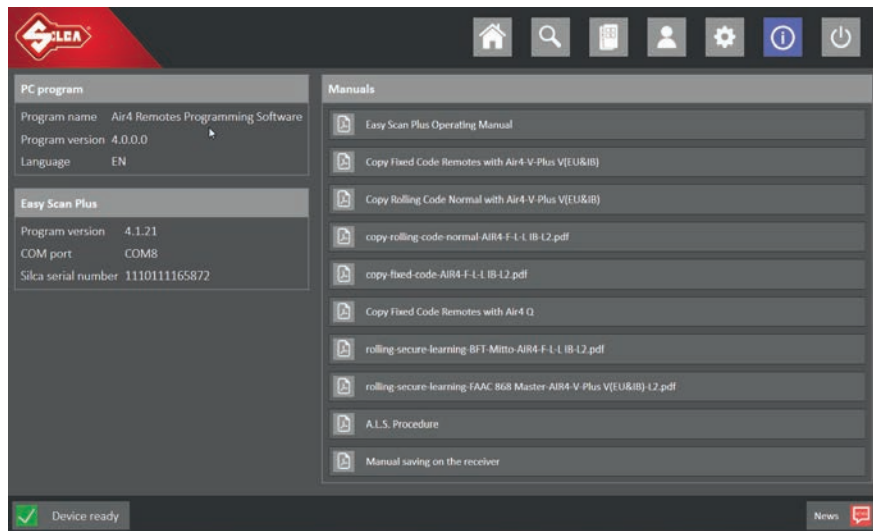 SILCA
PC program
Program name Air4 Remotes Programming Software
Program version 4.0.0.0
Language EN
Easy Scan Plus
Program version 4.1.21
COM port COM8
Silca serial number 1110111165872
Manuals
Easy Scan Plus Operating Manual
Copy Fixed Code Remotes with Air4-V-Plus V(EU&IB)
Copy Rolling Code Normal with Air4-V-Plus V(EU&IB)
copy-rolling-code-normal-AIR4-F-L-L IB-L2.pdf
copy-fixed-code-AIR4-F-L-L IB-L2.pdf
Copy Fixed Code Remotes with Air4 Q
rolling-secure-learning-BFT-Mitto-AIR4-F-L-L IB-L2.pdf
rolling-secure-learning-FAAC 868 Master-AIR4-V-Plus V(EU&IB)-L2.pdf
A.L.S. Procedure
Manual saving on the receiver
Device ready
News